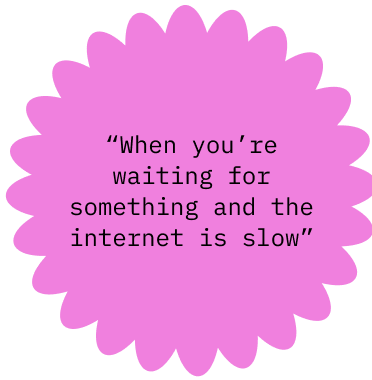 “When you’re
waiting for
something and the
internet is slow”